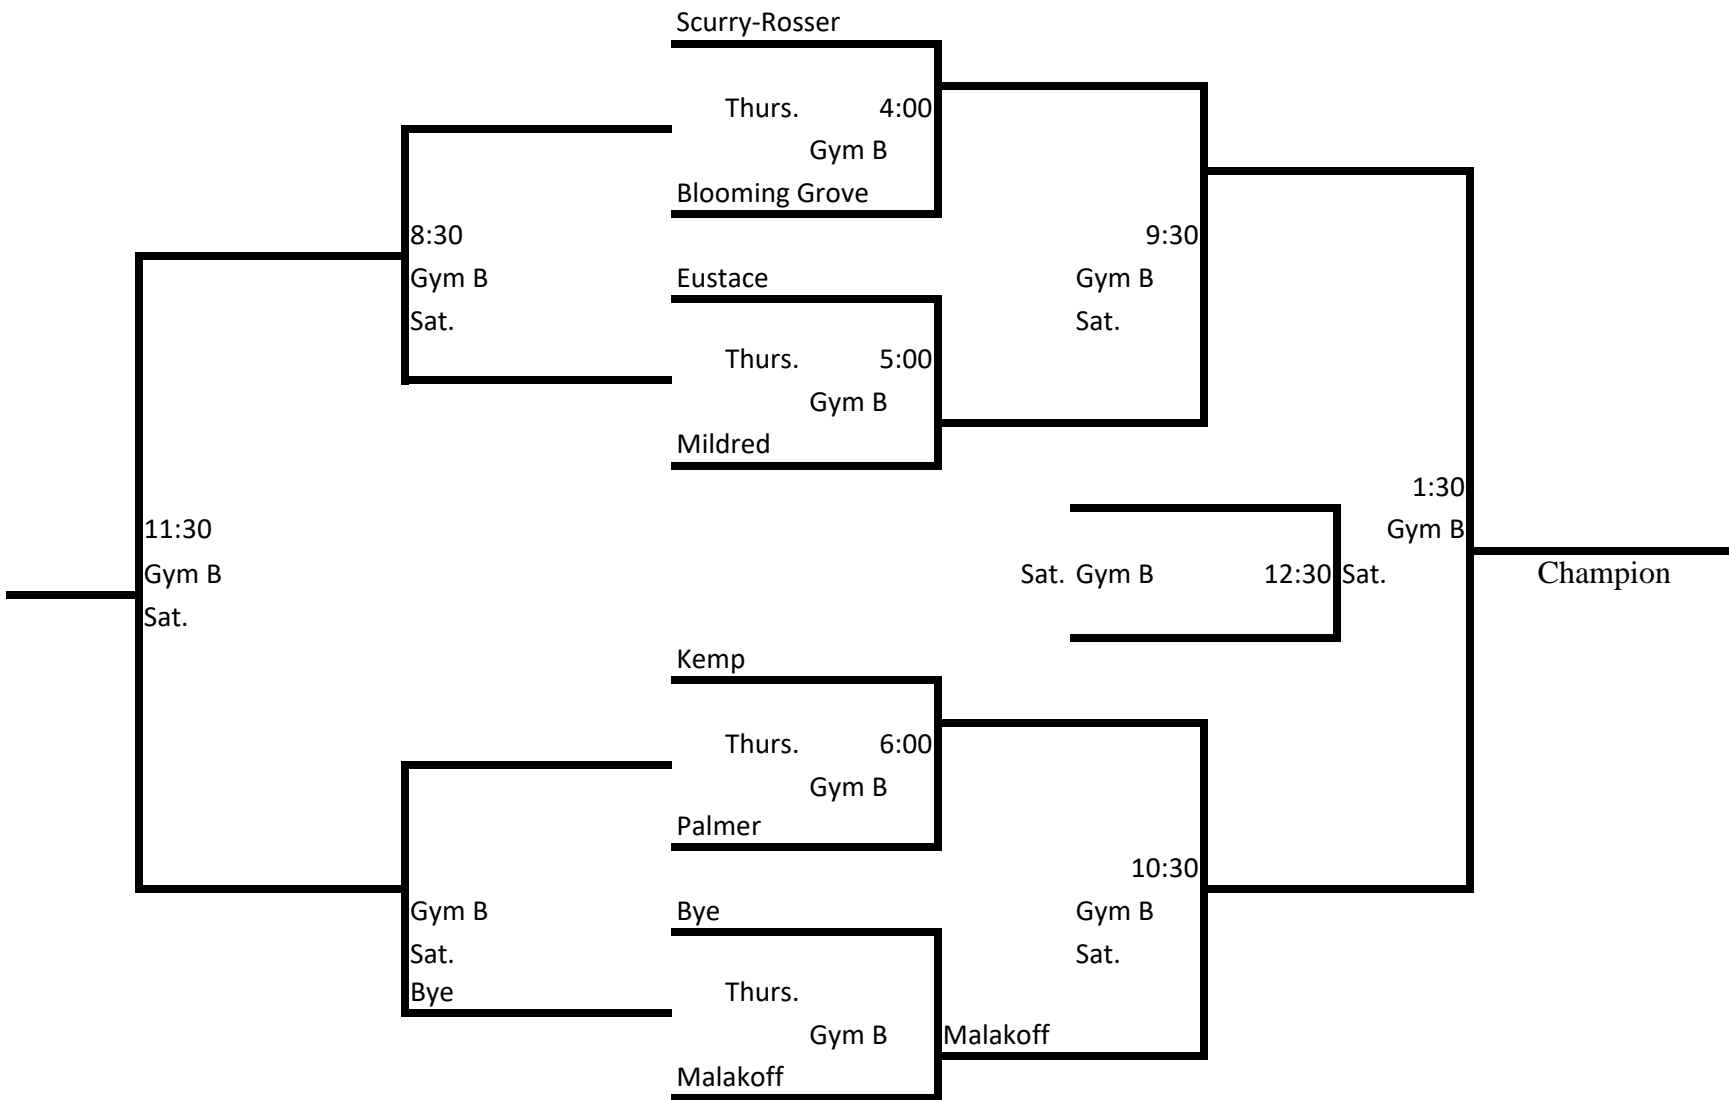 Scurry-Rosser
Thurs. 4:00
Gym B
Blooming Grove
8:30 9:30
Gym B Eustace Gym B
Sat. Sat.
Thurs. 5:00
Gym B
Mildred
1:30
11:30 Gym B
Gym B Sat. Gym B 12:30 Sat. Champion
Sat.
Kemp
Thurs. 6:00
Gym B
Palmer
10:30
Gym B Bye Gym B
Sat. Sat.
Bye Thurs.
Gym B Malakoff
Malakoff